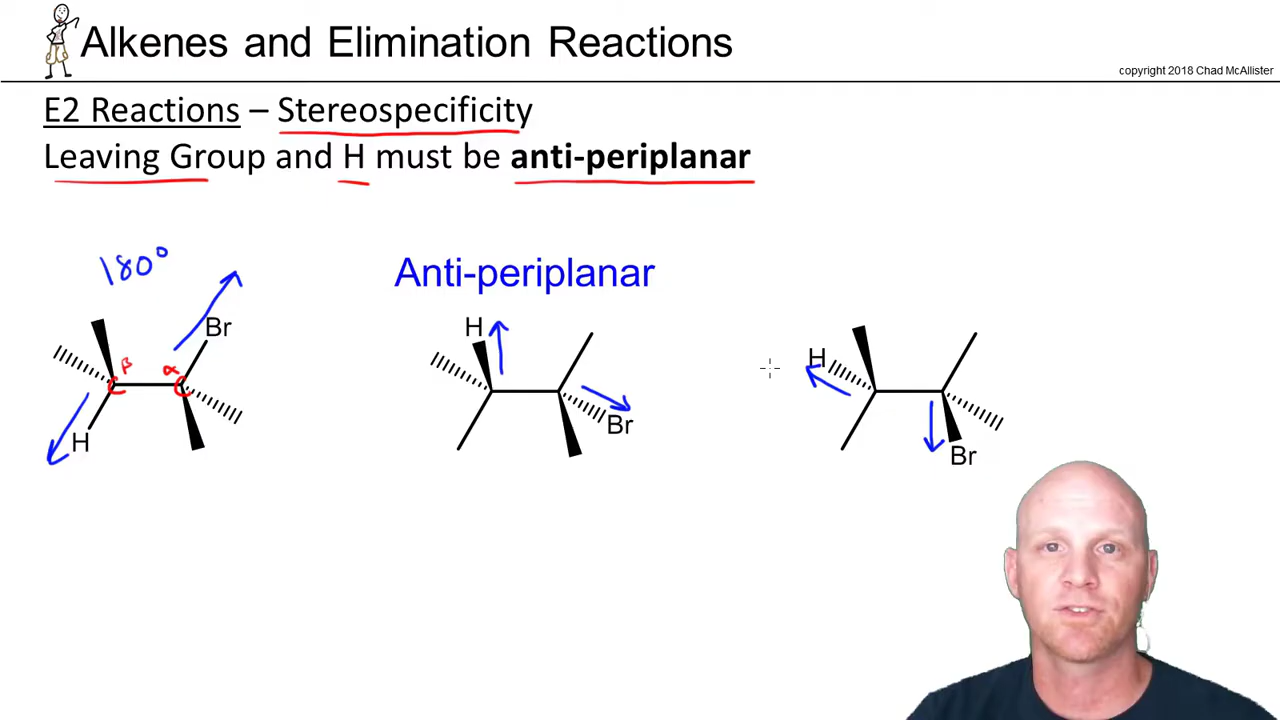 Alkenes and Elimination Reactions
copyright 2018 Chad McAllister
E2 Reactions – Stereospecificity
Leaving Group and H must be anti-periplanar
180°
Anti-periplanar
Br
β
α
H
H
Br
H
Br